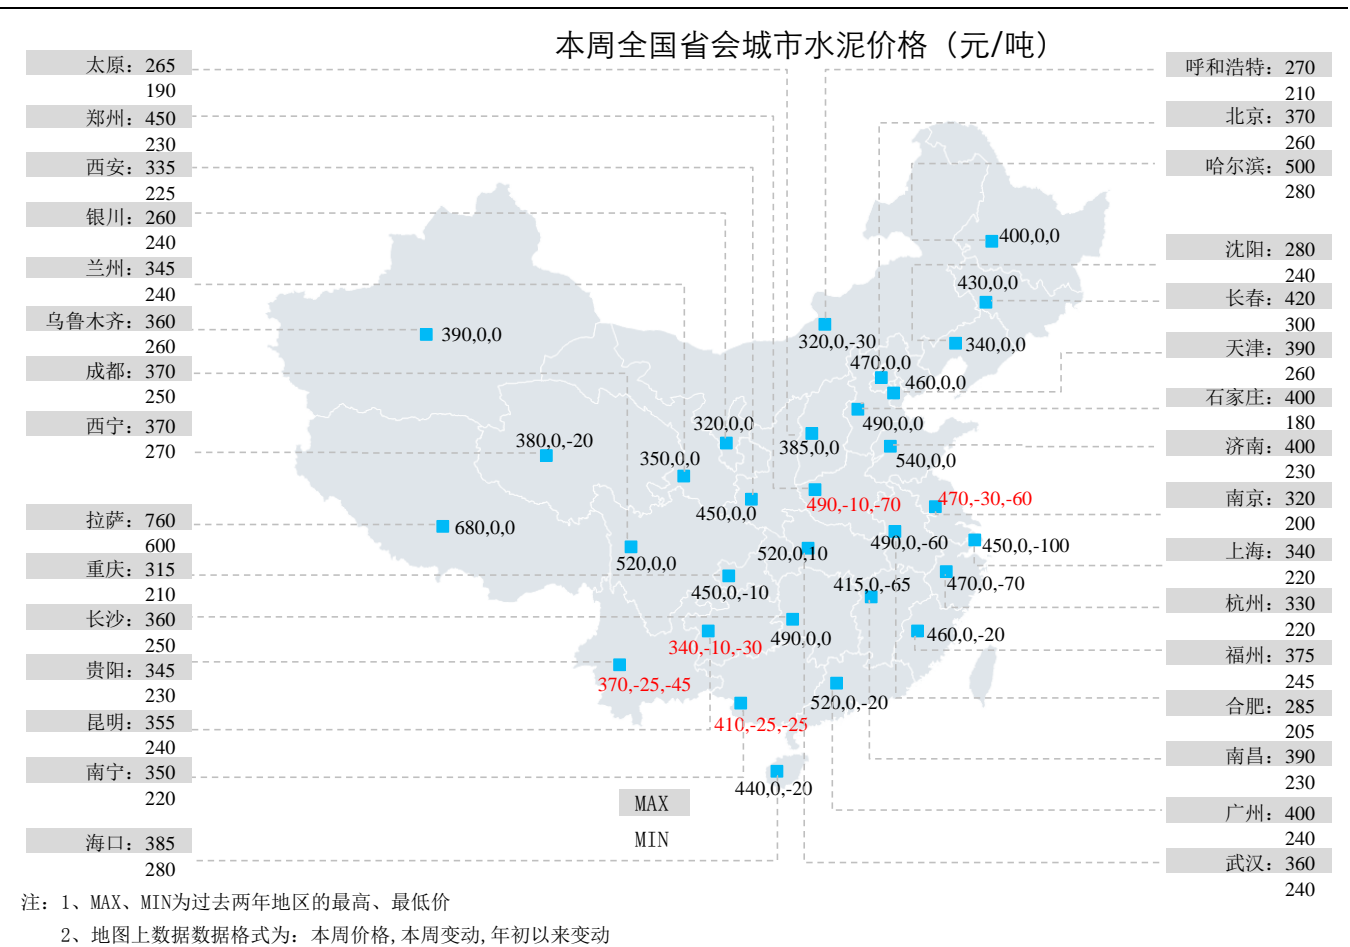 本周全国省会城市水泥价格（元/吨）
太原：265
190
郑州：450
230
西安：335
225
银川：260
240
兰州：345
240
乌鲁木齐：360
260
成都：370
250
西宁：370
270
拉萨：760
600
重庆：315
210
长沙：360
250
贵阳：345
230
昆明：355
240
南宁：350
220
海口：385
280
400,0,0
430,0,0
390,0,0
320,0,-30
340,0,0
470,0,0
460,0,0
490,0,0
320,0,0
380,0,-20
385,0,0
350,0,0
540,0,0
490,-10,-70
470,-30,-60
450,0,0
680,0,0
520,0,0
520,0,10
490,0,-60
450,0,-100
450,0,-10
415,0,-65
470,0,-70
340,-10,-30
490,0,0
460,0,-20
370,-25,-45
520,0,-20
410,-25,-25
440,0,-20
MAX
MIN
呼和浩特：270
210
北京：370
260
哈尔滨：500
280
沈阳：280
240
长春：420
300
天津：390
260
石家庄：400
180
济南：400
230
南京：320
200
上海：340
220
杭州：330
220
福州：375
245
合肥：285
205
南昌：390
230
广州：400
240
武汉：360
240
注：1、MAX、MIN为过去两年地区的最高、最低价
2、地图上数据数据格式为：本周价格,本周变动,年初以来变动